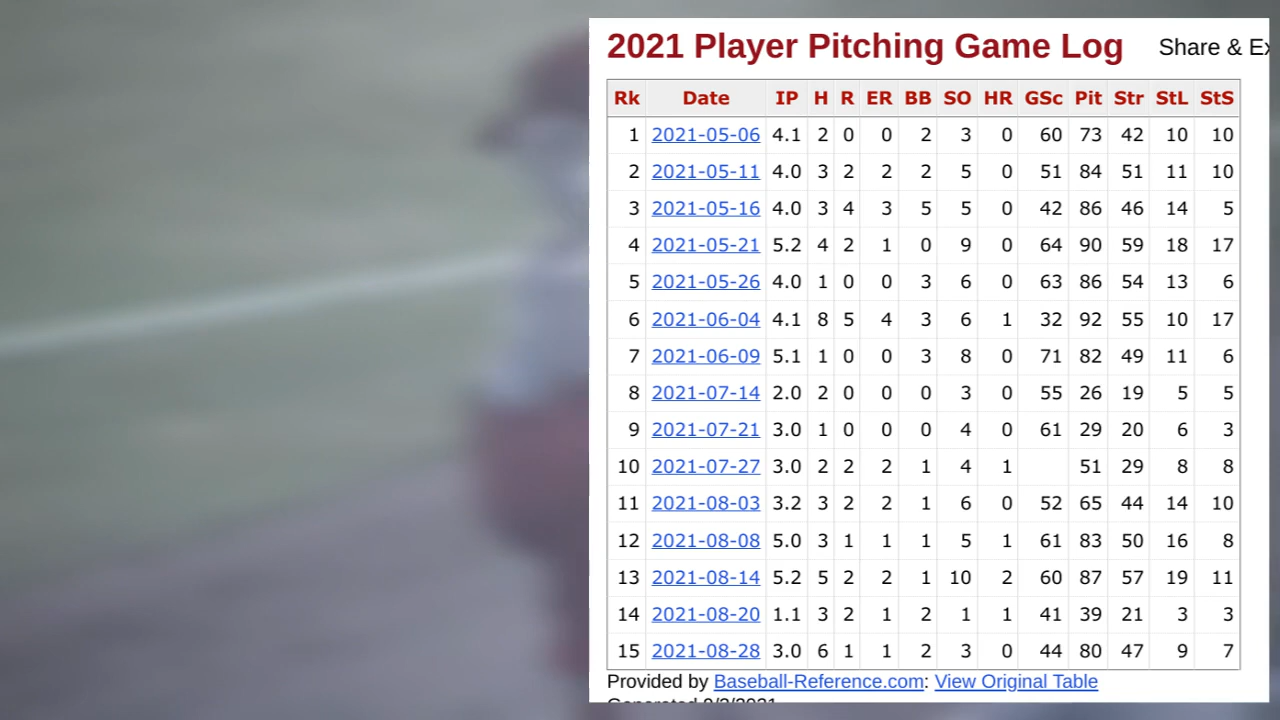 2021 Player Pitching Game Log Share & Ex
Rk Date IP H R ER BB SO HR GSc Pit Str StL StS
1 2021-05-06 4.1 2 0 0 2 3 0 60 73 42 10 10
2 2021-05-11 4.0 3 2 2 2 5 0 51 84 51 11 10
3 2021-05-16 4.0 3 4 3 5 5 0 42 86 46 14 5
4 2021-05-21 5.2 4 2 1 0 9 0 64 90 59 18 17
5 2021-05-26 4.0 1 0 0 3 6 0 63 86 54 13 6
6 2021-06-04 4.1 8 5 4 3 6 1 32 92 55 10 17
7 2021-06-09 5.1 1 0 0 3 8 0 71 82 49 11 6
8 2021-07-14 2.0 2 0 0 0 3 0 55 26 19 5 5
9 2021-07-21 3.0 1 0 0 0 4 0 61 29 20 6 3
10 2021-07-27 3.0 2 2 2 1 4 1 51 29 8 8
11 2021-08-03 3.2 3 2 2 1 6 0 52 65 44 14 10
12 2021-08-08 5.0 3 1 1 1 5 1 61 83 50 16 8
13 2021-08-14 5.2 5 2 2 1 10 2 60 87 57 19 11
14 2021-08-20 1.1 3 2 1 2 1 1 41 39 21 3 3
15 2021-08-28 3.0 6 1 1 2 3 0 44 80 47 9 7
Provided by Baseball-Reference.com: View Original Table